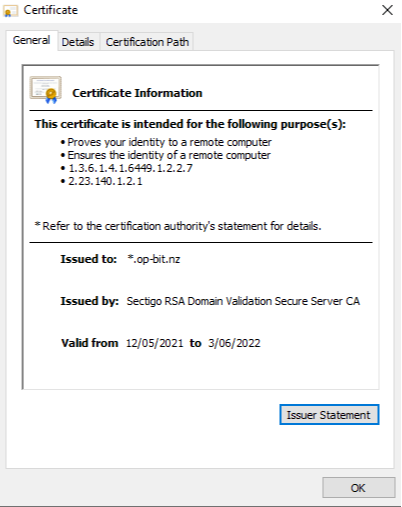 Certificate
General Details Certification Path
Certificate Information
This certificate is intended for the following purpose(s):
• Proves your identity to a remote computer
• Ensures the identity of a remote computer
• 1.3.6.1.4.1.6449.1.2.2.7
• 2.23.140.1.2.1
* Refer to the certification authority's statement for details.
Issued to: *.op-bit.nz
Issued by: Sectigo RSA Domain Validation Secure Server CA
Valid from 12/05/2021 to 3/06/2022
Issuer Statement
OK